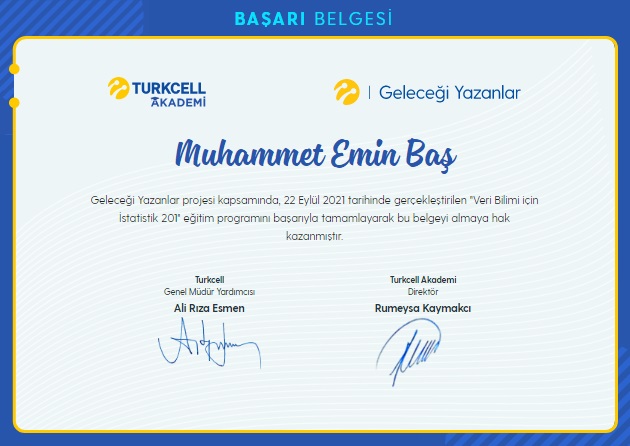 BAŞARI BELGESİ
TURKCELL
AKADEMİ
Geleceği Yazanlar
Muhammet Emin Baş
Geleceği Yazanlar projesi kapsamında, 22 Eylül 2021 tarihinde gerçekleştirilen "Veri Bilimi için
İstatistik 201" eğitim programını başarıyla tamamlayarak bu belgeyi almaya hak
kazanmıştır.
Turkcell
Genel Müdür Yardımcısı
Ali Rıza Esmen
Turkcell Akademi
Direktör
Rumeysa Kaymakcı